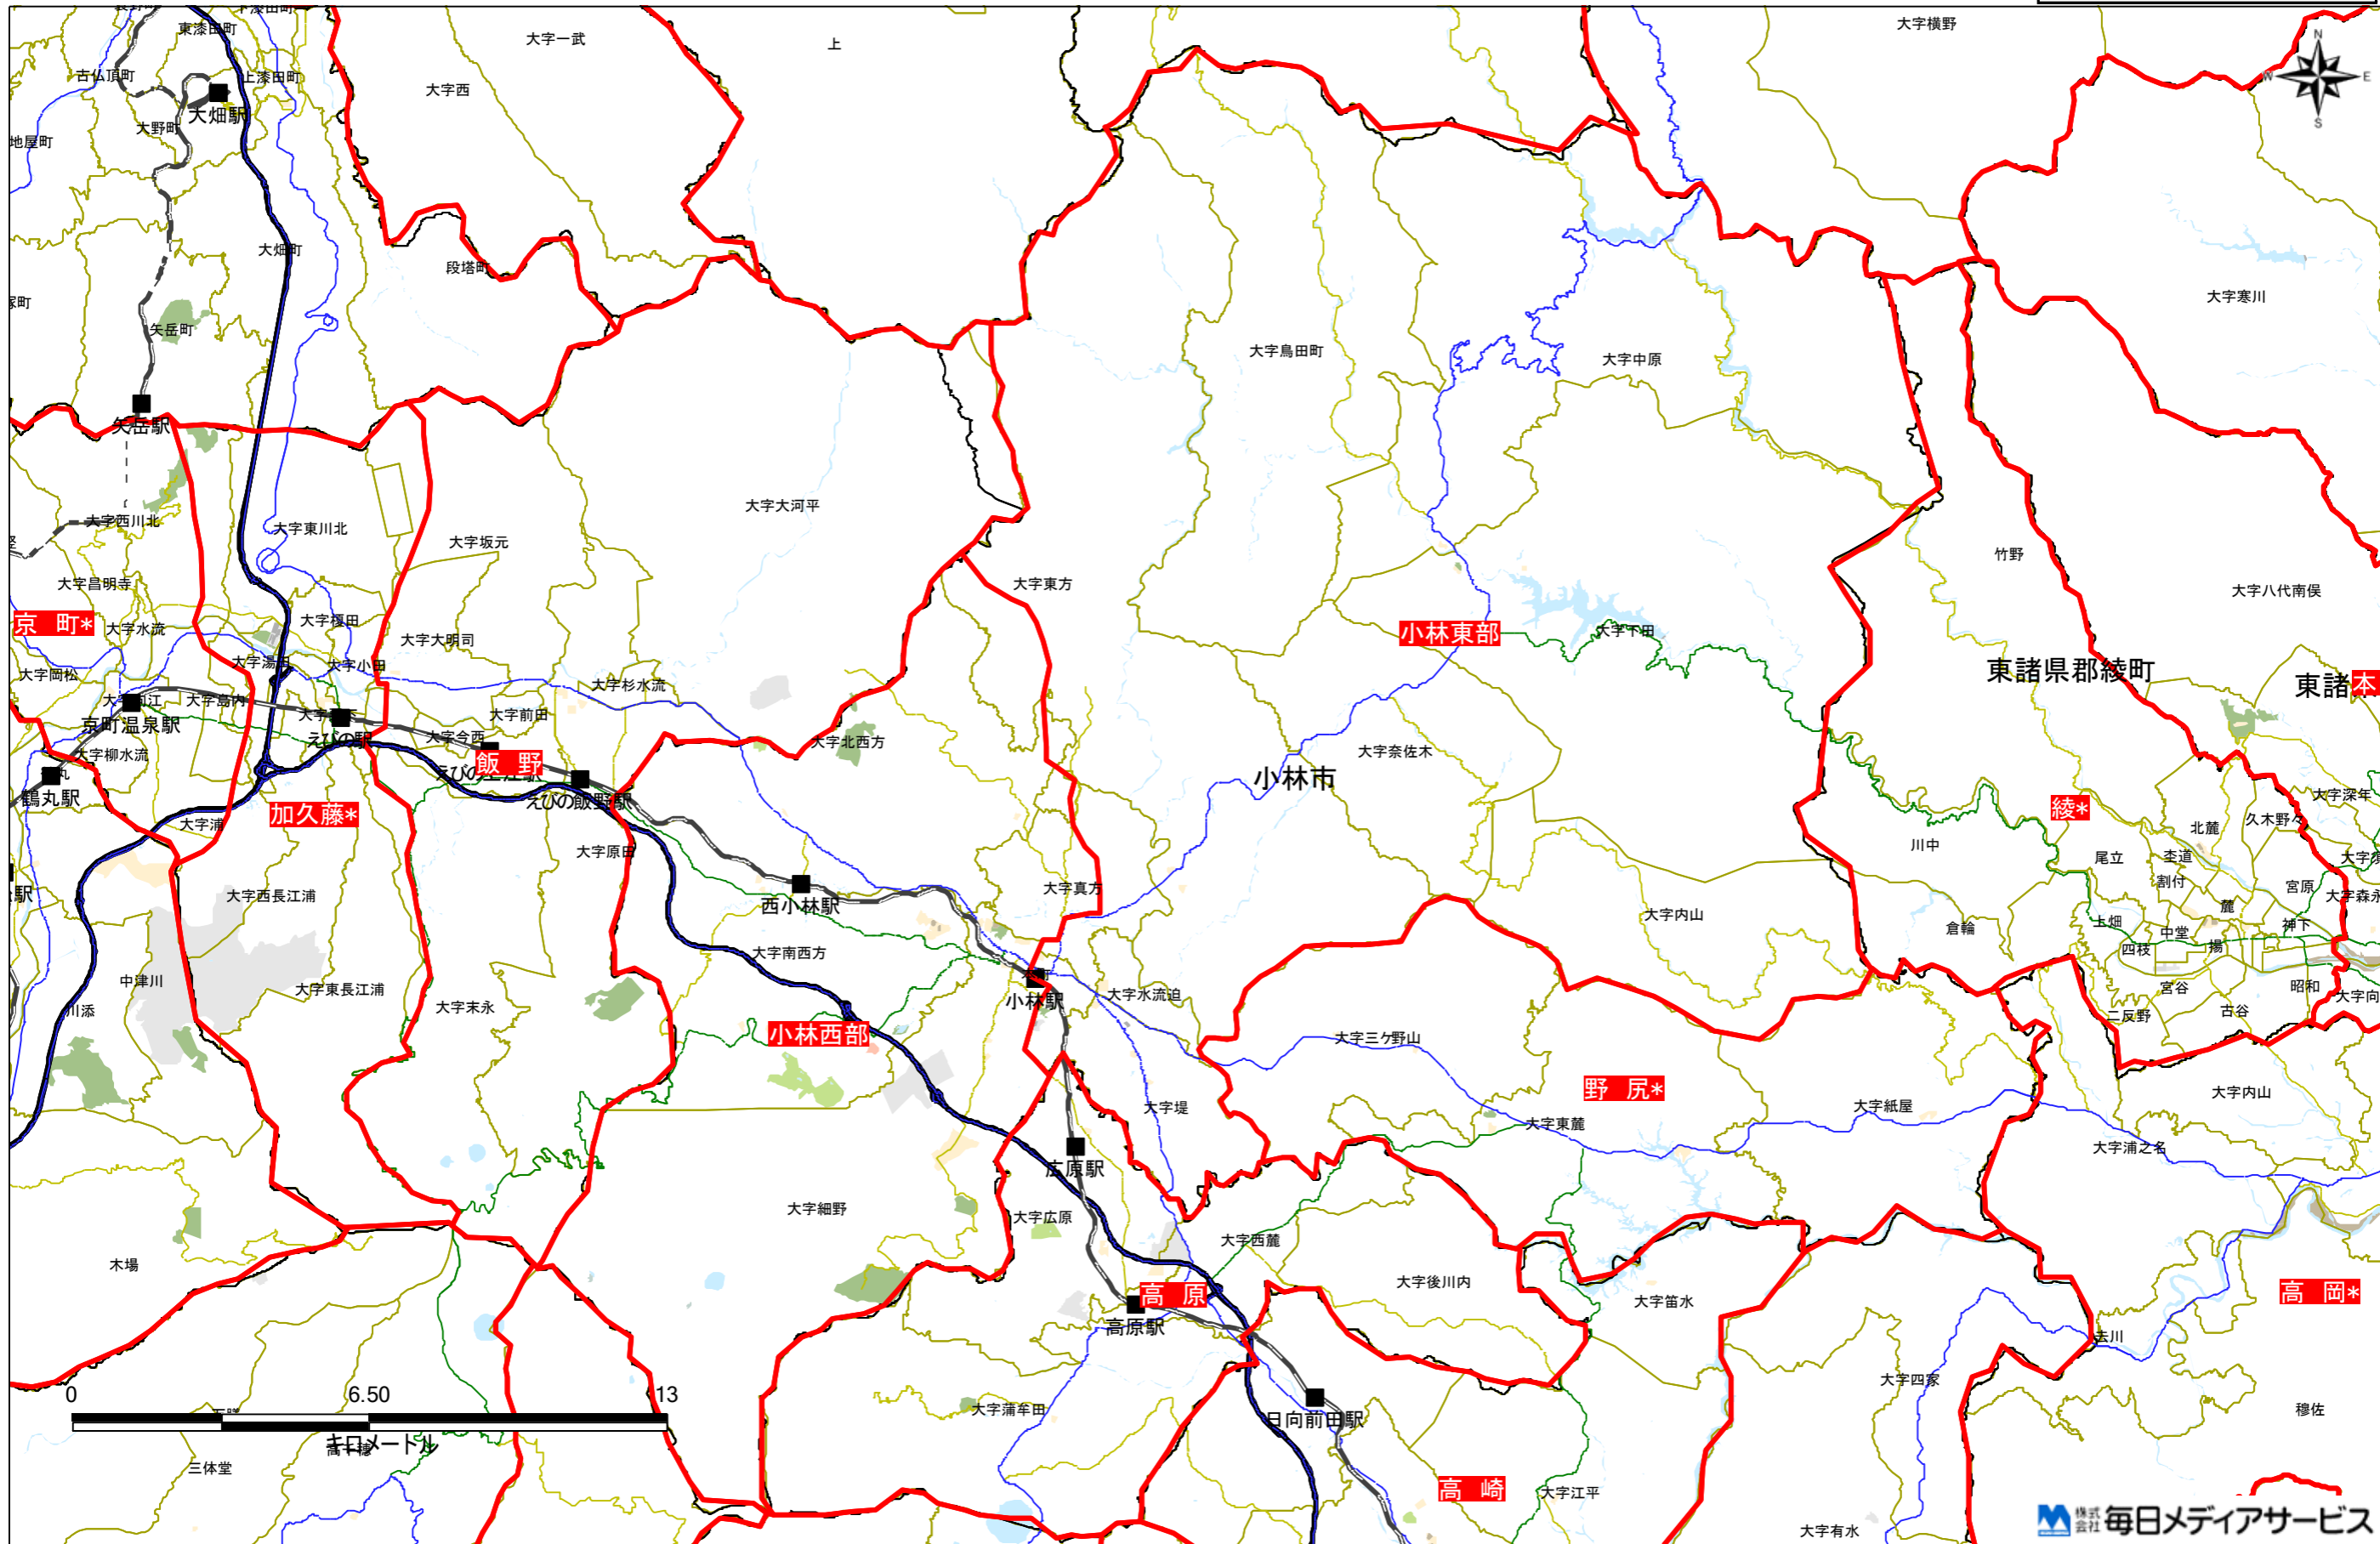 下漆田町
東漆田町
大字一武
上
大字横野
N
W
E
S
古仏頂町
上漆田町
大字西
大畑駅
大野町
地屋町
大畑町
段塔町
大字寒川
矢岳町
大字鳥田町
大字中原
矢岳駅
大字大河平
大字西川北
大字東川北
大字坂元
竹野
大字昌明寺
大字東方
大字八代南俣
京 町*
大字水流
大字榎田
大字大明司
小林東部
大字下田
大字湯田
大字小田
東諸県郡綾町
東諸
本
大字岡松
大字杉水流
大字島内
大字前田
京町温泉駅
えびの駅
大字今西
大字北西方
大字奈佐木
大字柳水流
飯 野
小林市
鶴丸駅
えびの飯野駅
大字深年
加久藤*
綾*
大字浦
北麓
久木野々
川中
大字原田
尾立
杢道
割付
宮原
大字西長江浦
西小林駅
大字真方
大字森永
麓
大字内山
上畑
中堂
神下
倉輪
四枝
揚
大字南西方
中津川
大字東長江浦
小林駅
大字水流迫
宮谷
昭和
大字向
川添
大字末永
二反野
古谷
小林西部
大字三ケ野山
野 尻*
大字内山
大字堤
大字紙屋
大字東麓
大字浦之名
広原駅
大字細野
大字広原
大字西麓
木場
大字後川内
高 原
大字笛水
高 岡*
高原駅
去川
0
6.50
13
大字四家
大字蒲牟田
日向前田駅
穆佐
キロメートル
高千穂
三体堂
高 崎
大字江平
大字有水
株式会社 毎日メディアサービス